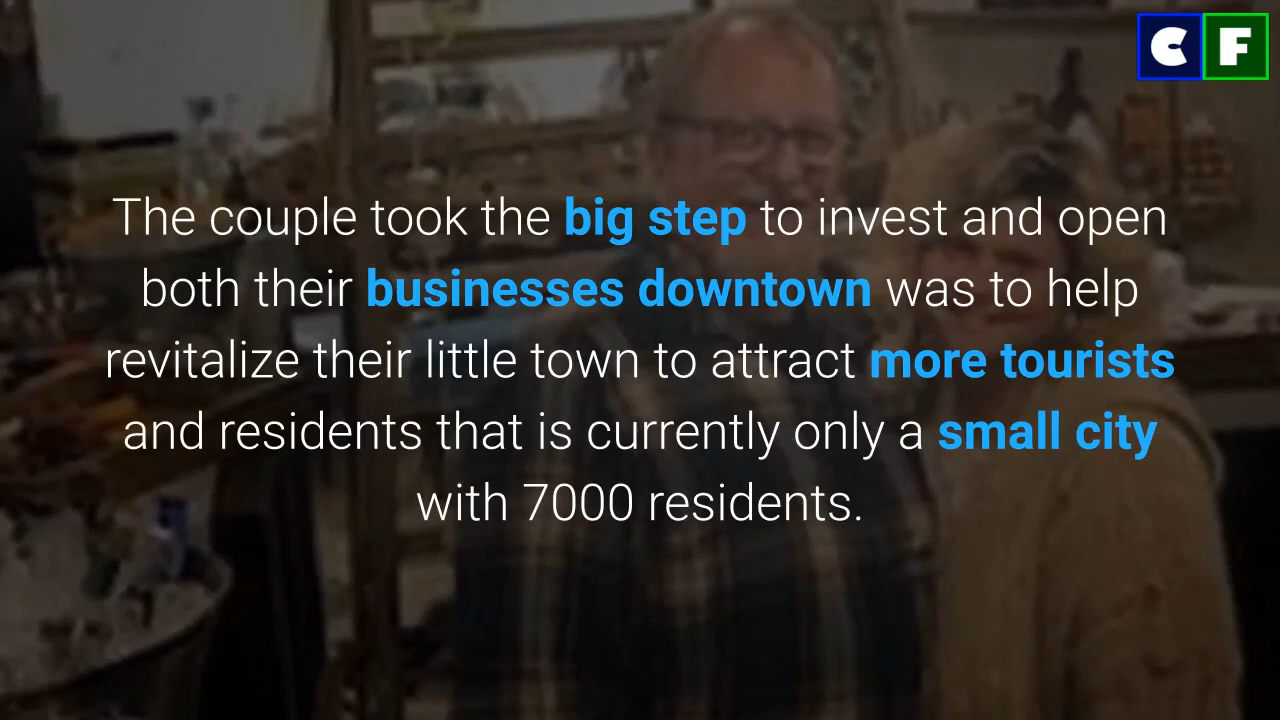 C F
The couple took the big step to invest and open
both their businesses downtown was to help
revitalize their little town to attract more tourists
and residents that is currently only a small city
with 7000 residents.